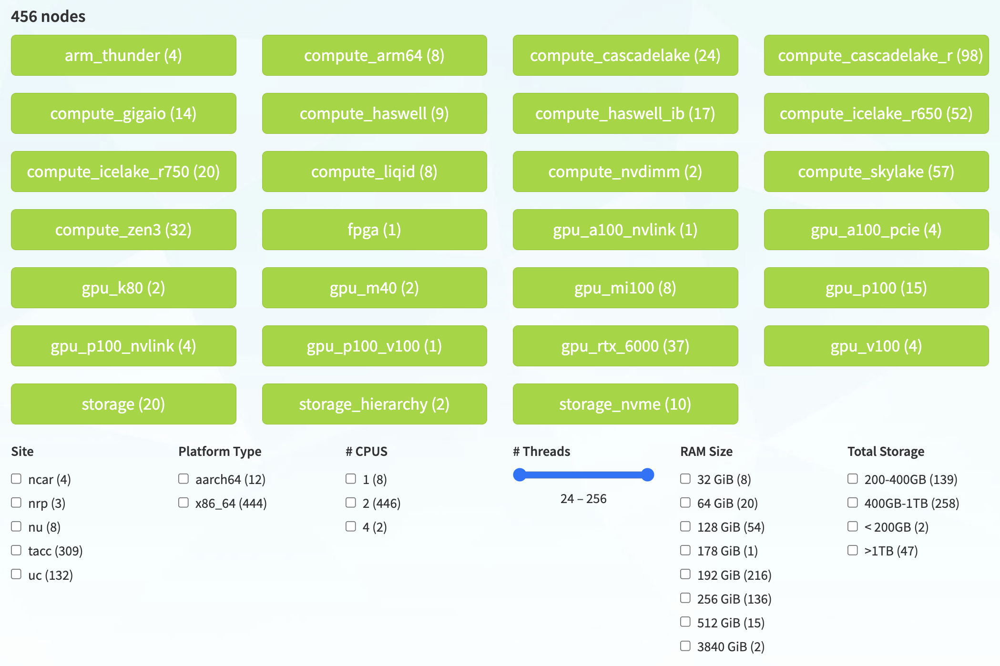 456 nodes
arm_thunder (4)
compute_arm64 (8)
compute_cascadelake (24)
compute_cascadelake_r (98)
compute_gigaio (14)
compute_haswell (9)
compute_haswell_ib (17)
compute_icelake_r650 (52)
compute_icelake_r750 (20)
compute_liqid (8)
compute_nvdimm (2)
compute_skylake (57)
compute_zen3 (32)
fpga (1)
gpu_a100_nvlink (1)
gpu_a100_pcie (4)
gpu_k80 (2)
gpu_m40 (2)
gpu_mi100 (8)
gpu_p100 (15)
gpu_p100_nvlink (4)
gpu_p100_v100 (1)
gpu_rtx_6000 (37)
gpu_v100 (4)
storage (20)
storage_hierarchy (2)
storage_nvme (10)
Site
ncar (4)
nrp (3)
nu (8)
tacc (309)
uc (132)
Platform Type
aarch64 (12)
x86_64 (444)
# CPUS
1 (8)
2 (446)
4 (2)
# Threads
24 – 256
RAM Size
32 GiB (8)
64 GiB (20)
128 GiB (54)
178 GiB (1)
192 GiB (216)
256 GiB (136)
512 GiB (15)
3840 GiB (2)
Total Storage
200-400GB (139)
400GB-1TB (258)
< 200GB (2)
>1TB (47)